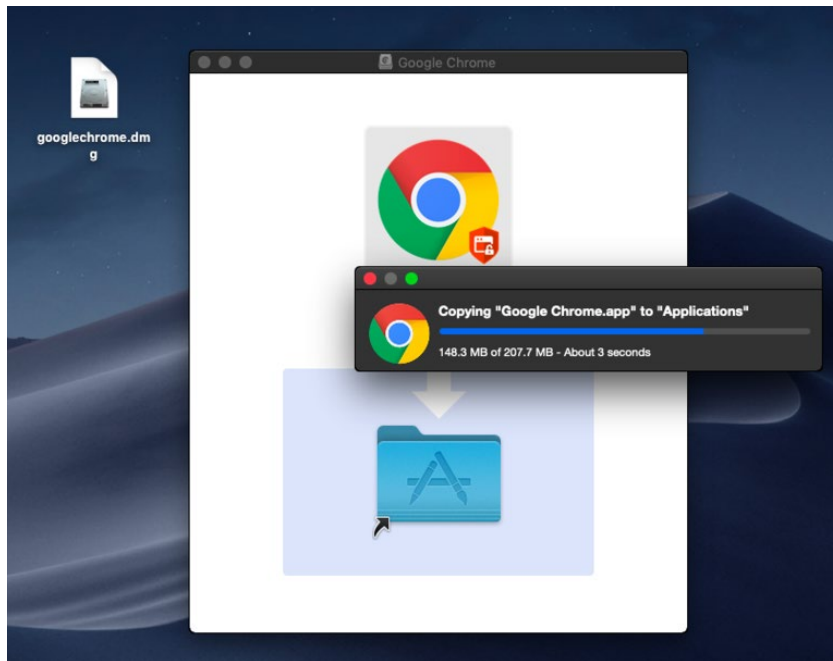 Google Chrome
googlechrome.dm
g
Copying "Google Chrome.app" to "Applications"
148.3 MB of 207.7 MB - About 3 seconds